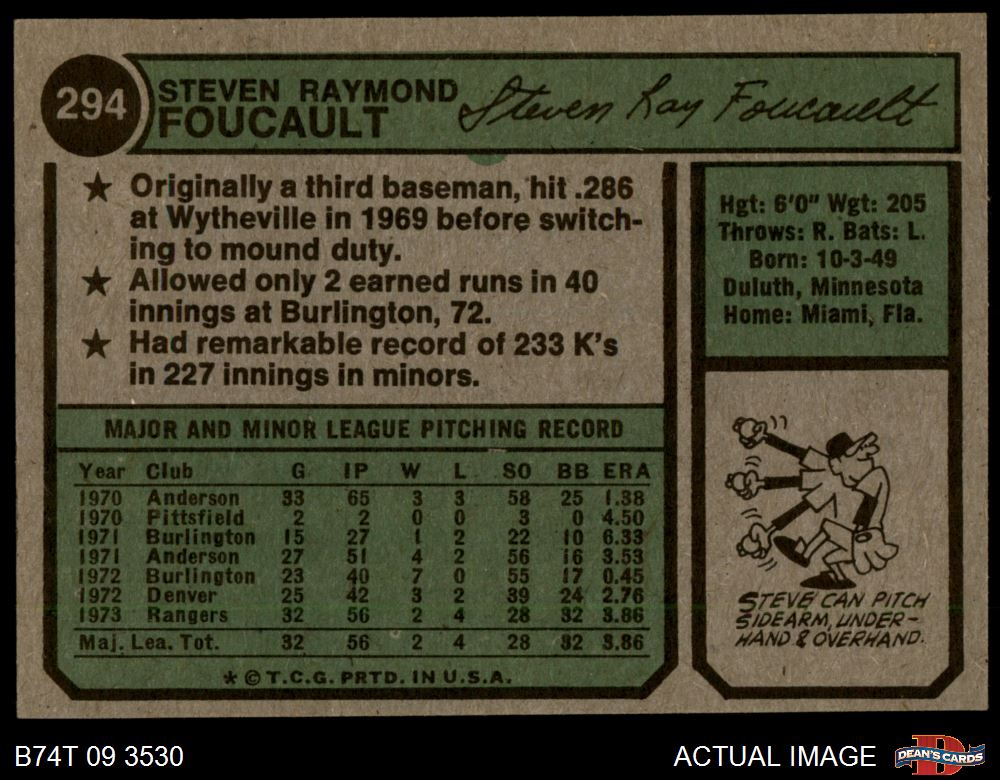 294
STEVEN RAYMOND
FOUCAULT
Steven Ray Foucault
★ Originally a third baseman, hit .286
at Wytheville in 1969 before switch-
ing to mound duty.
★ Allowed only 2 earned runs in 40
innings at Burlington, 72.
★ Had remarkable record of 233 K's
in 227 innings in minors.
Hgt: 6'0" Wgt: 205
Throws: R. Bats: L.
Born: 10-3-49
Duluth, Minnesota
Home: Miami, Fla.
MAJOR AND MINOR LEAGUE PITCHING RECORD
Year Club G IP W L SO BB ERA
1970 Anderson 33 65 3 3 58 25 1.38
1970 Pittsfield 2 2 0 0 3 0 4.50
1971 Burlington 15 27 1 2 22 10 6.33
1971 Anderson 27 51 4 2 56 16 3.53
1972 Burlington 23 40 7 0 55 17 0.45
1972 Denver 25 42 3 2 39 24 2.76
1973 Rangers 32 56 2 4 28 32 3.86
Maj. Lea. Tot. 32 56 2 4 28 32 3.86
* © T.C.G. PRTD. IN U.S.A.
STEVE CAN PITCH
SIDEARM, UNDER-
HAND & OVERHAND.
B74T 09 3530
ACTUAL IMAGE
DEAN'S CARDS